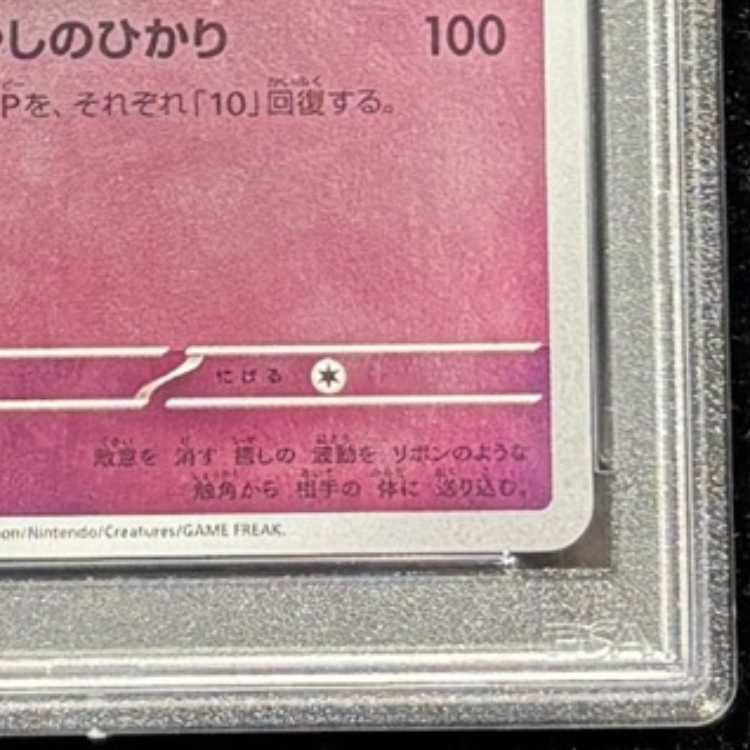 しのひかり 100
Pを、それぞれ「10」回復する。
にげる
敵意を 消す 癒しの 波動を リボンのような
触角から 相手の 体に 送り込む。
on/Nintendo/Creatures/GAME FREAK.
PSA